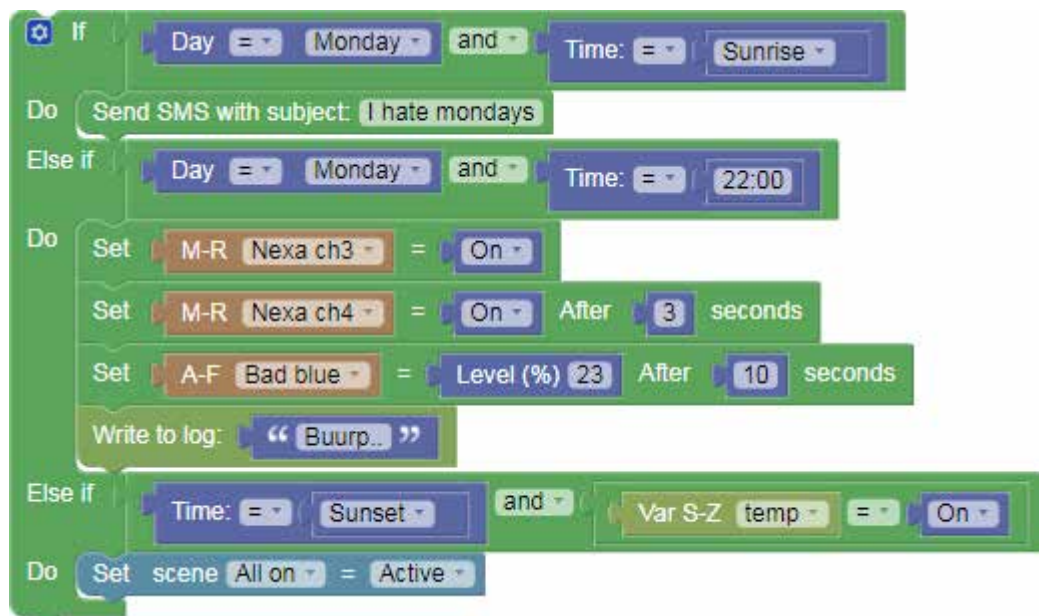 If Day = Monday and Time: = Sunrise
Do Send SMS with subject: I hate mondays
Else if Day = Monday and Time: = 22:00
Do Set M-R Nexa ch3 = On
Set M-R Nexa ch4 = On After 3 seconds
Set A-F Bad blue = Level (%) 23 After 10 seconds
Write to log: “ Buurp.. ”
Else if Time: = Sunset and Var S-Z temp = On
Do Set scene All on = Active